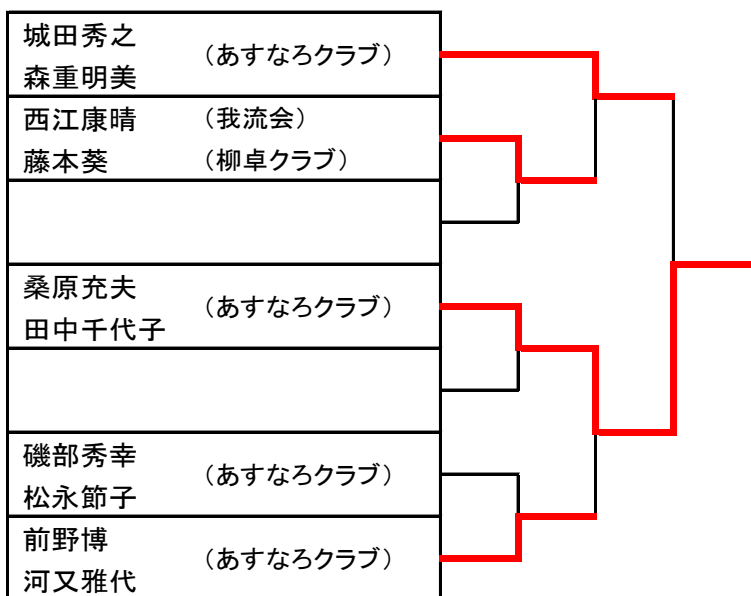 城田秀之
(あすなろクラブ)
森重明美
西江康晴 (我流会)
藤本葵 (柳卓クラブ)
桑原充夫
(あすなろクラブ)
田中千代子
磯部秀幸
(あすなろクラブ)
松永節子
前野博
(あすなろクラブ)
河又雅代